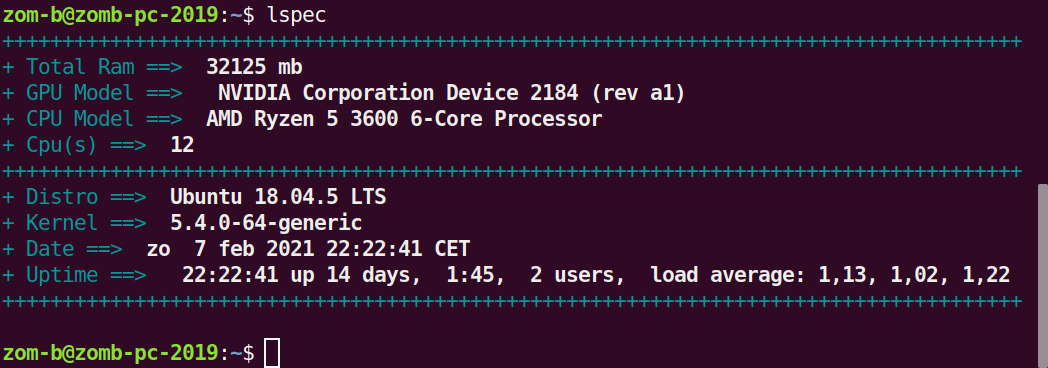 zom-b@zomb-pc-2019:~$ lspec
+++++++++++++++++++++++++++++++++++++++++++++++++++++++++++++++++++++++++++++++++++++
+ Total Ram ==>  32125 mb
+ GPU Model ==>   NVIDIA Corporation Device 2184 (rev a1)
+ CPU Model ==>  AMD Ryzen 5 3600 6-Core Processor
+ Cpu(s) ==>  12
+++++++++++++++++++++++++++++++++++++++++++++++++++++++++++++++++++++++++++++++++++++
+ Distro ==>  Ubuntu 18.04.5 LTS
+ Kernel ==>  5.4.0-64-generic
+ Date ==>  zo  7 feb 2021 22:22:41 CET
+ Uptime ==>   22:22:41 up 14 days,  1:45,  2 users,  load average: 1,13, 1,02, 1,22
+++++++++++++++++++++++++++++++++++++++++++++++++++++++++++++++++++++++++++++++++++++
zom-b@zomb-pc-2019:~$